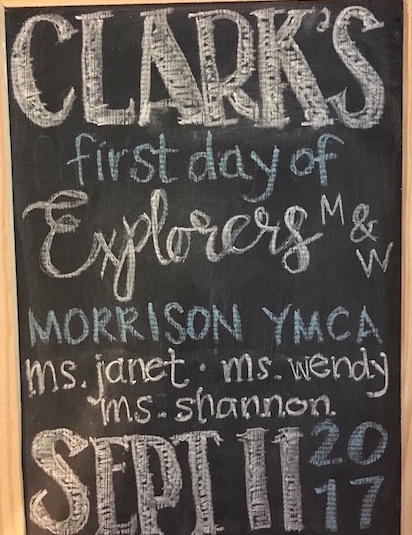 CLARK'S
first day of
Explorers M & W
MORRISON YMCA
ms. janet · ms. wendy
ms. shannon
SEPT 11 2017